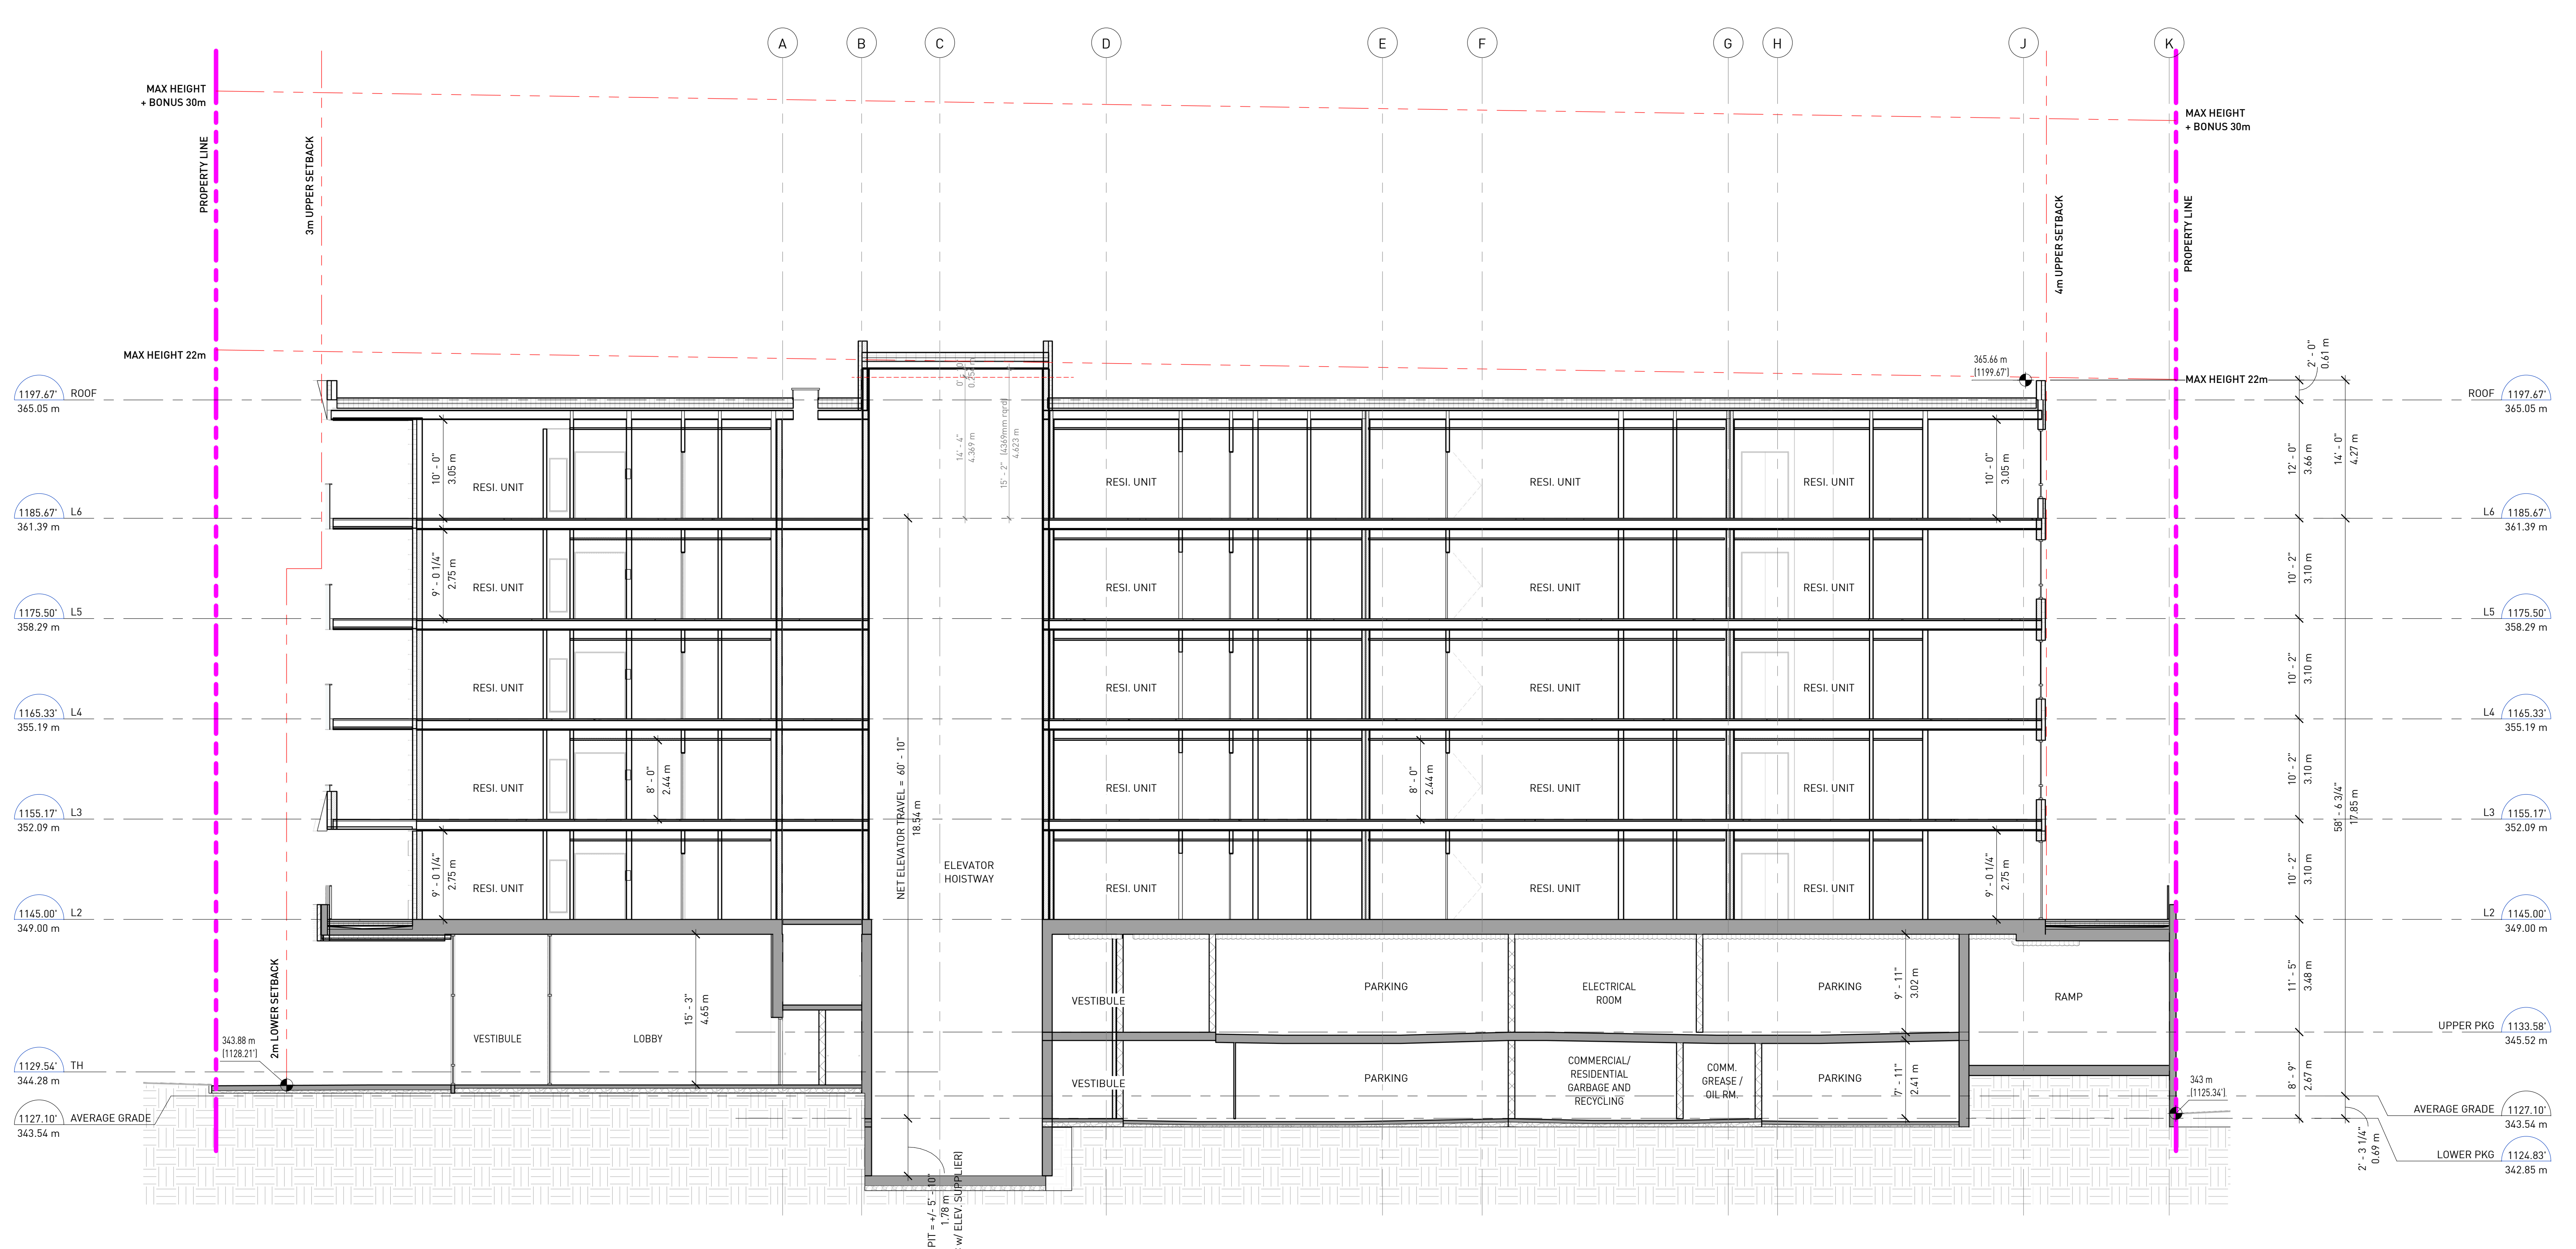 A
B
C
D
E
F
G
H
J
K
MAX HEIGHT
+ BONUS 30m
MAX HEIGHT
+ BONUS 30m
PROPERTY LINE
3m UPPER SETBACK
4m UPPER SETBACK
PROPERTY LINE
MAX HEIGHT 22m
365.66 m
[1199.67']
MAX HEIGHT 22m
2' - 0"
0.61 m
1197.67'
ROOF
365.05 m
ROOF
1197.67'
365.05 m
0.254 m
14' - 4"
4.369 m
15' - 2" (4369mm rqrd)
4.623 m
10' - 0"
3.05 m
RESI. UNIT
RESI. UNIT
RESI. UNIT
RESI. UNIT
10' - 0"
3.05 m
12' - 0"
3.66 m
14' - 0"
4.27 m
1185.67'
L6
361.39 m
L6
1185.67'
361.39 m
9' - 0 1/4"
2.75 m
RESI. UNIT
RESI. UNIT
RESI. UNIT
RESI. UNIT
10' - 2"
3.10 m
1175.50'
L5
358.29 m
L5
1175.50'
358.29 m
RESI. UNIT
RESI. UNIT
RESI. UNIT
RESI. UNIT
10' - 2"
3.10 m
1165.33'
L4
355.19 m
L4
1165.33'
355.19 m
RESI. UNIT
8' - 0"
2.44 m
RESI. UNIT
8' - 0"
2.44 m
RESI. UNIT
RESI. UNIT
10' - 2"
3.10 m
58' - 6 3/4"
17.85 m
1155.17'
L3
352.09 m
L3
1155.17'
352.09 m
NET ELEVATOR TRAVEL = 60' - 10"
18.54 m
ELEVATOR
HOISTWAY
9' - 0 1/4"
2.75 m
RESI. UNIT
RESI. UNIT
RESI. UNIT
RESI. UNIT
9' - 0 1/4"
2.75 m
10' - 2"
3.10 m
1145.00'
L2
349.00 m
L2
1145.00'
349.00 m
2m LOWER SETBACK
15' - 3"
4.65 m
VESTIBULE
PARKING
ELECTRICAL
ROOM
PARKING
9' - 11"
3.02 m
RAMP
11' - 5"
3.48 m
343.88 m
[1128.21']
VESTIBULE
LOBBY
UPPER PKG
1133.58'
345.52 m
1129.54'
TH
344.28 m
VESTIBULE
PARKING
COMMERCIAL/
RESIDENTIAL
GARBAGE AND
RECYCLING
COMM.
GREASE /
OIL RM.
PARKING
7' - 11"
2.41 m
343 m
[1125.34']
8' - 9"
2.67 m
1127.10'
AVERAGE GRADE
343.54 m
AVERAGE GRADE
1127.10'
343.54 m
2' - 3 1/4"
0.69 m
LOWER PKG
1124.83'
342.85 m
PIT = +/- 5' - 10"
1.78 m
w/ ELEV. SUPPLIER)